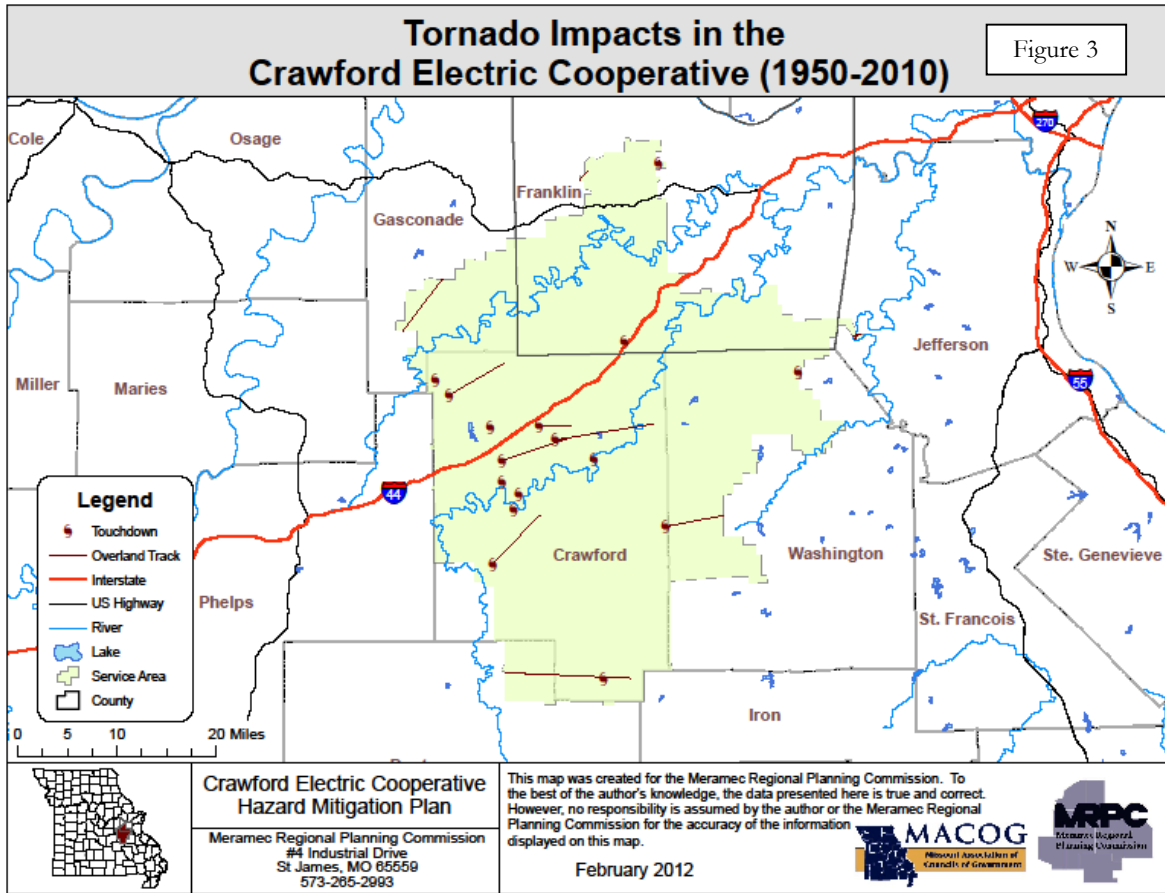 Tornado Impacts in the
Crawford Electric Cooperative (1950-2010)
Figure 3
Cole
Osage
Gasconade
Franklin
270
N
W E
S
Jefferson
Miller
Maries
55
44
Crawford
Washington
Ste. Genevieve
Phelps
St. Francois
Iron
Legend
Touchdown
Overland Track
Interstate
US Highway
River
Lake
Service Area
County
0 5 10 20 Miles
Crawford Electric Cooperative
Hazard Mitigation Plan
Meramec Regional Planning Commission
#4 Industrial Drive
St James, MO 65559
573-265-2993
This map was created for the Meramec Regional Planning Commission. To
the best of the author's knowledge, the data presented here is true and correct.
However, no responsibility is assumed by the author or the Meramec Regional
Planning Commission for the accuracy of the information
displayed on this map.
February 2012
MACOG
Missouri Association of
Councils of Government
MRPC
Meramec Regional
Planning Commission